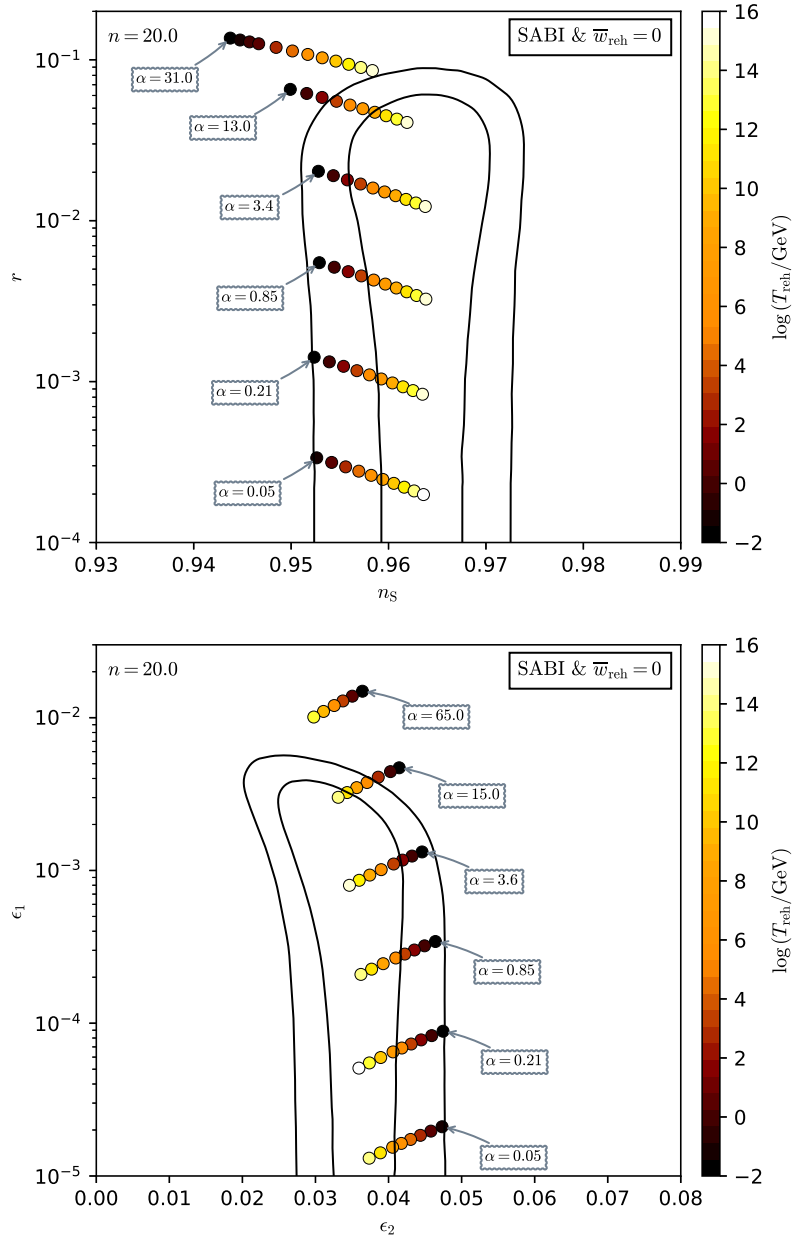 n = 20.0
SABI & w̅_reh = 0
α = 31.0
α = 13.0
α = 3.4
α = 0.85
α = 0.21
α = 0.05
10⁻¹
10⁻²
10⁻³
10⁻⁴
r
0.93 0.94 0.95 0.96 0.97 0.98 0.99
n_S
16
14
12
10
8
6
4
2
0
−2
log (T_reh/GeV)
n = 20.0
SABI & w̅_reh = 0
α = 65.0
α = 15.0
α = 3.6
α = 0.85
α = 0.21
α = 0.05
10⁻²
10⁻³
10⁻⁴
10⁻⁵
ϵ₁
0.00 0.01 0.02 0.03 0.04 0.05 0.06 0.07 0.08
ϵ₂
16
14
12
10
8
6
4
2
0
−2
log (T_reh/GeV)